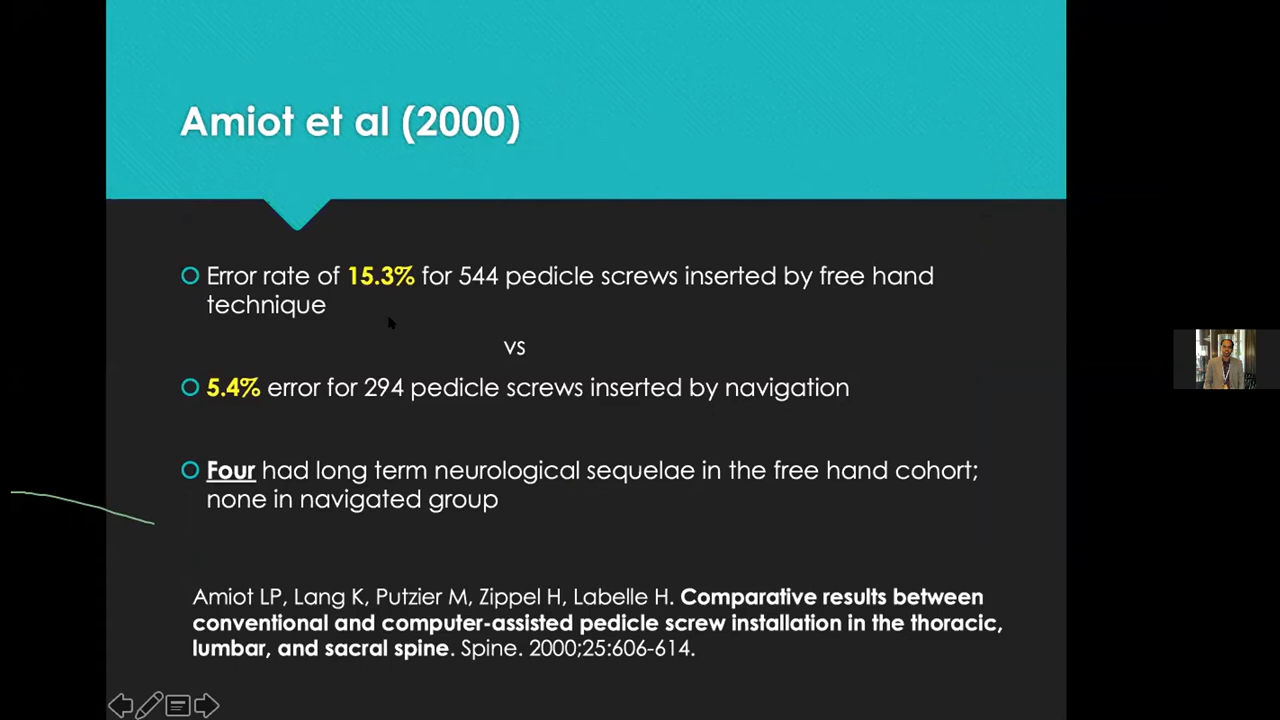 Amiot et al (2000)
Error rate of 15.3% for 544 pedicle screws inserted by free hand
technique
vs
5.4% error for 294 pedicle screws inserted by navigation
Four had long term neurological sequelae in the free hand cohort;
none in navigated group
Amiot LP, Lang K, Putzier M, Zippel H, Labelle H. Comparative results between
conventional and computer-assisted pedicle screw installation in the thoracic,
lumbar, and sacral spine. Spine. 2000;25:606-614.